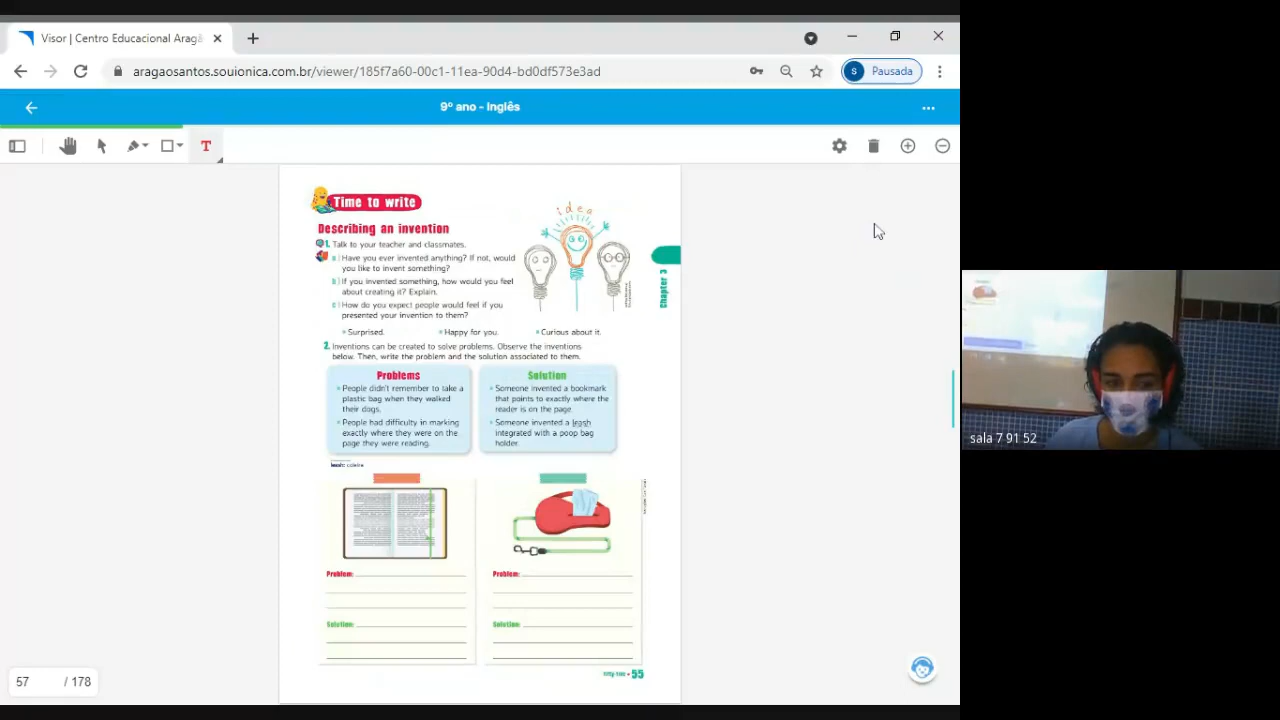 Visor | Centro Educacional Aragã
aragaosantos.souionica.com.br/viewer/185f7a60-00c1-11ea-90d4-bd0df573e3ad
S Pausada
9º ano - Inglês
T
Time to write
idea
Describing an invention
1. Talk to your teacher and classmates.
a) Have you ever invented anything? If not, would
you like to invent something?
b) If you invented something, how would you feel
about creating it? Explain.
c) How do you expect people would feel if you
presented your invention to them?
Surprised. Happy for you. Curious about it.
Chapter 3
2. Inventions can be created to solve problems. Observe the inventions
below. Then, write the problem and the solution associated to them.
Problems
People didn't remember to take a
plastic bag when they walked
their dogs.
People had difficulty in marking
exactly where they were on the
page they were reading.
Solution
Someone invented a bookmark
that points to exactly where the
reader is on the page.
Someone invented a leash
integrated with a poop bag
holder.
leash: coleira
Problem:
Solution:
Problem:
Solution:
fifty-five • 55
57 / 178
sala 7 91 52